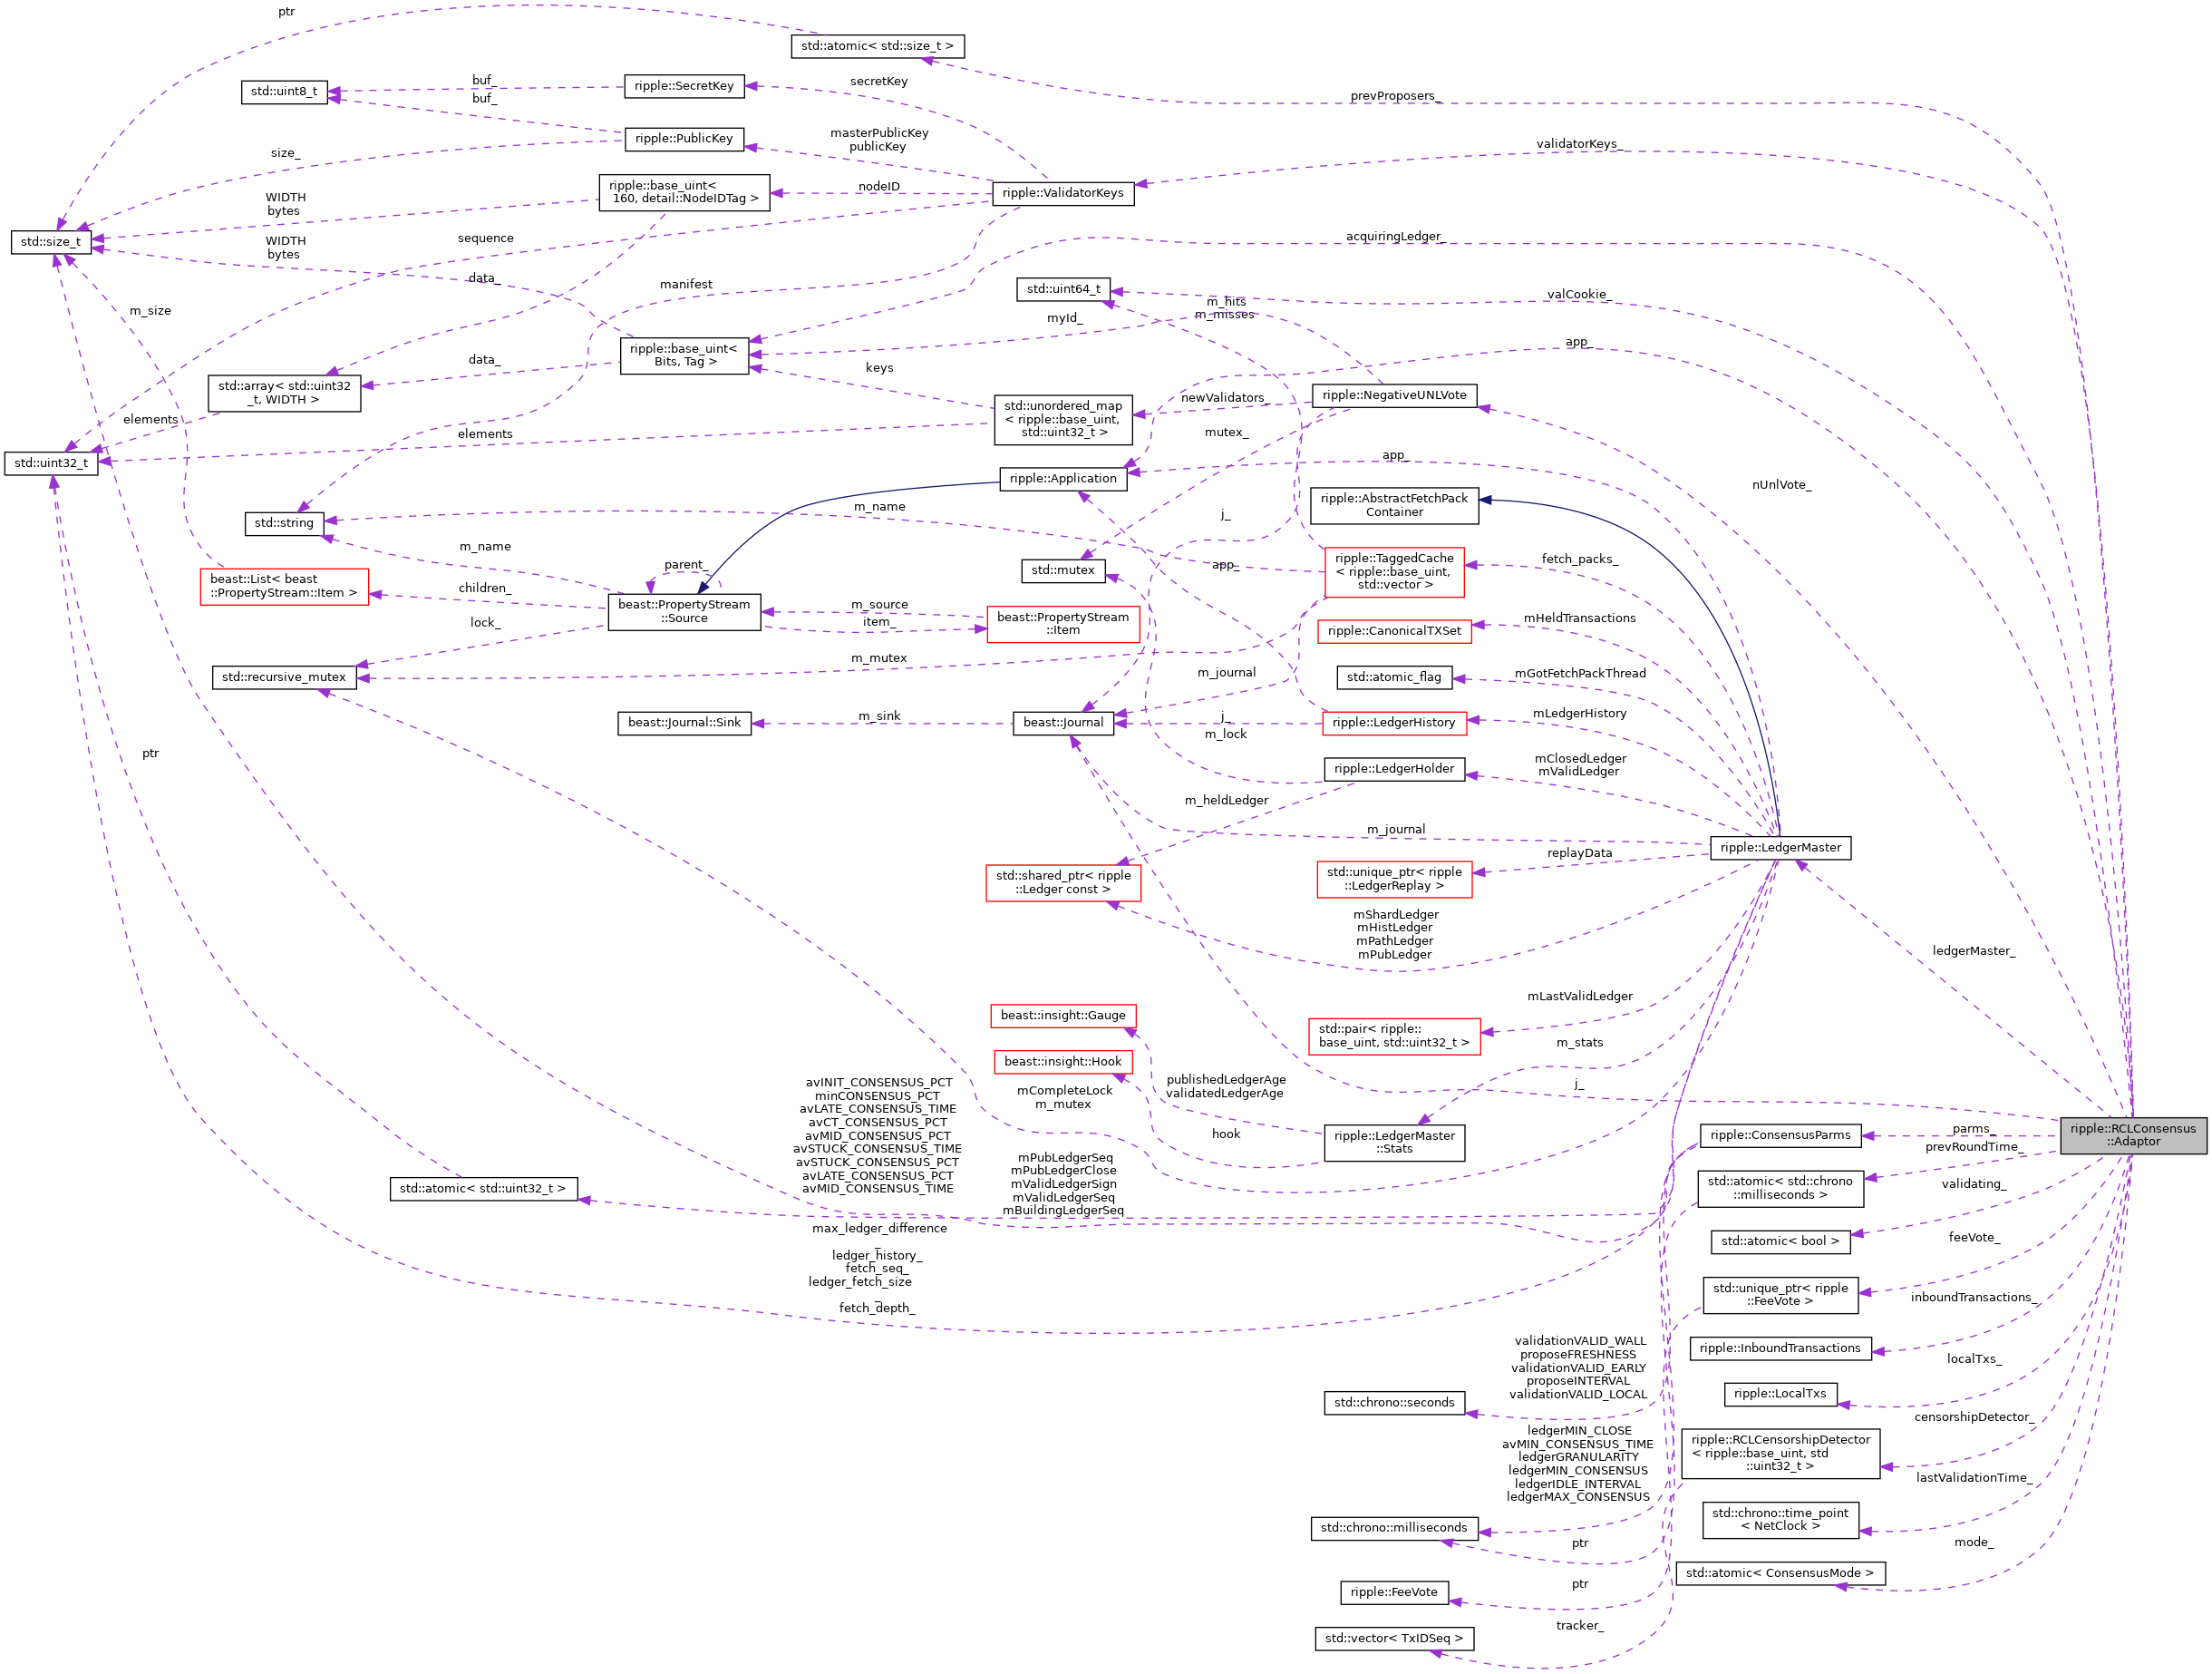 ptr
std::atomic< std::size_t >
buf_
ripple::SecretKey
secretKey
std::uint8_t
prevProposers_
buf_
masterPublicKey
publicKey
ripple::PublicKey
validatorKeys_
size_
ripple::base_uint<
160, detail::NodeIDTag >
nodeID
ripple::ValidatorKeys
WIDTH
bytes
std::size_t
WIDTH
bytes
sequence
acquiringLedger_
data_
manifest
std::uint64_t
valCookie_
m_size
m_hits
m_misses
myId_
app_
ripple::base_uint<
Bits, Tag >
data_
keys
std::array< std::uint32
_t, WIDTH >
ripple::NegativeUNLVote
newValidators_
std::unordered_map
< ripple::base_uint,
std::uint32_t >
elements
elements
mutex_
std::uint32_t
app_
ripple::Application
nUnlVote_
ripple::AbstractFetchPack
Container
m_name
j_
std::string
m_name
fetch_packs_
ripple::TaggedCache
< ripple::base_uint,
std::vector >
parent_
app_
std::mutex
beast::List< beast
::PropertyStream::Item >
children_
beast::PropertyStream
::Source
m_source
item_
beast::PropertyStream
::Item
lock_
mHeldTransactions
ripple::CanonicalTXSet
m_mutex
std::recursive_mutex
m_journal
std::atomic_flag
mGotFetchPackThread
beast::Journal::Sink
m_sink
beast::Journal
j_
m_lock
ripple::LedgerHistory
mLedgerHistory
ptr
ripple::LedgerHolder
mClosedLedger
mValidLedger
m_heldLedger
m_journal
ripple::LedgerMaster
replayData
std::shared_ptr< ripple
::Ledger const >
std::unique_ptr< ripple
::LedgerReplay >
mShardLedger
mHistLedger
mPathLedger
mPubLedger
ledgerMaster_
mLastValidLedger
beast::insight::Gauge
std::pair< ripple::
base_uint, std::uint32_t >
m_stats
beast::insight::Hook
publishedLedgerAge
validatedLedgerAge
j_
mCompleteLock
m_mutex
hook
ripple::LedgerMaster
::Stats
avINIT_CONSENSUS_PCT
minCONSENSUS_PCT
avLATE_CONSENSUS_TIME
avCT_CONSENSUS_PCT
avMID_CONSENSUS_PCT
avSTUCK_CONSENSUS_TIME
avSTUCK_CONSENSUS_PCT
avLATE_CONSENSUS_PCT
avMID_CONSENSUS_TIME
ripple::ConsensusParms
parms_
ripple::RCLConsensus
::Adaptor
prevRoundTime_
mPubLedgerSeq
mPubLedgerClose
mValidLedgerSign
mValidLedgerSeq
mBuildingLedgerSeq
std::atomic< std::uint32_t >
std::atomic< std::chrono
::milliseconds >
validating_
max_ledger_difference
_
ledger_history_
fetch_seq_
ledger_fetch_size
_
fetch_depth_
std::atomic< bool >
feeVote_
std::unique_ptr< ripple
::FeeVote >
inboundTransactions_
validationVALID_WALL
proposeFRESHNESS
validationVALID_EARLY
proposeINTERVAL
validationVALID_LOCAL
ripple::InboundTransactions
localTxs_
std::chrono::seconds
ripple::LocalTxs
censorshipDetector_
ledgerMIN_CLOSE
avMIN_CONSENSUS_TIME
ledgerGRANULARITY
ledgerMIN_CONSENSUS
ledgerIDLE_INTERVAL
ledgerMAX_CONSENSUS
ripple::RCLCensorshipDetector
< ripple::base_uint, std
::uint32_t >
lastValidationTime_
std::chrono::milliseconds
std::chrono::time_point
< NetClock >
ptr
mode_
std::atomic< ConsensusMode >
ptr
ripple::FeeVote
tracker_
std::vector< TxIDSeq >